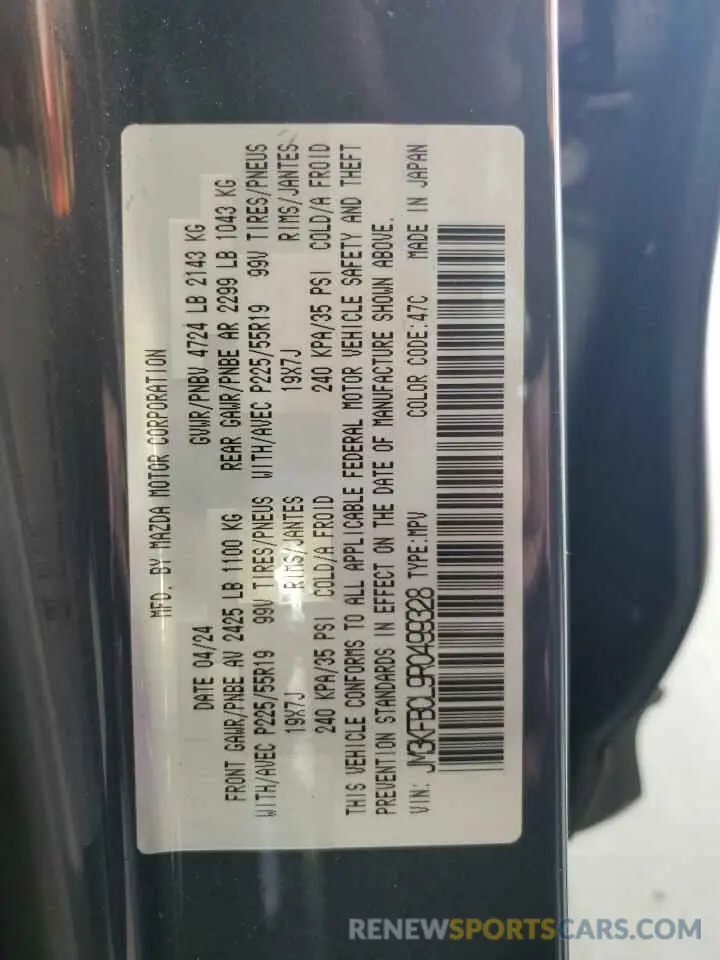 MFD. BY MAZDA MOTOR CORPORATION
DATE 04/24 GVWR/PNBV 4724 LB 2143 KG
FRONT GAWR/PNBE AV 2425 LB 1100 KG REAR GAWR/PNBE AR 2299 LB 1043 KG
WITH/AVEC P225/55R19 99V TIRES/PNEUS WITH/AVEC P225/55R19 99V TIRES/PNEUS
19X7J RIMS/JANTES 19X7J RIMS/JANTES
240 KPA/35 PSI COLD/A FROID 240 KPA/35 PSI COLD/A FROID
THIS VEHICLE CONFORMS TO ALL APPLICABLE FEDERAL MOTOR VEHICLE SAFETY AND THEFT
PREVENTION STANDARDS IN EFFECT ON THE DATE OF MANUFACTURE SHOWN ABOVE.
VIN: JM3KFBCL9R0499328 TYPE:MPV COLOR CODE:47C MADE IN JAPAN
RENEWSPORTSCARS.COM